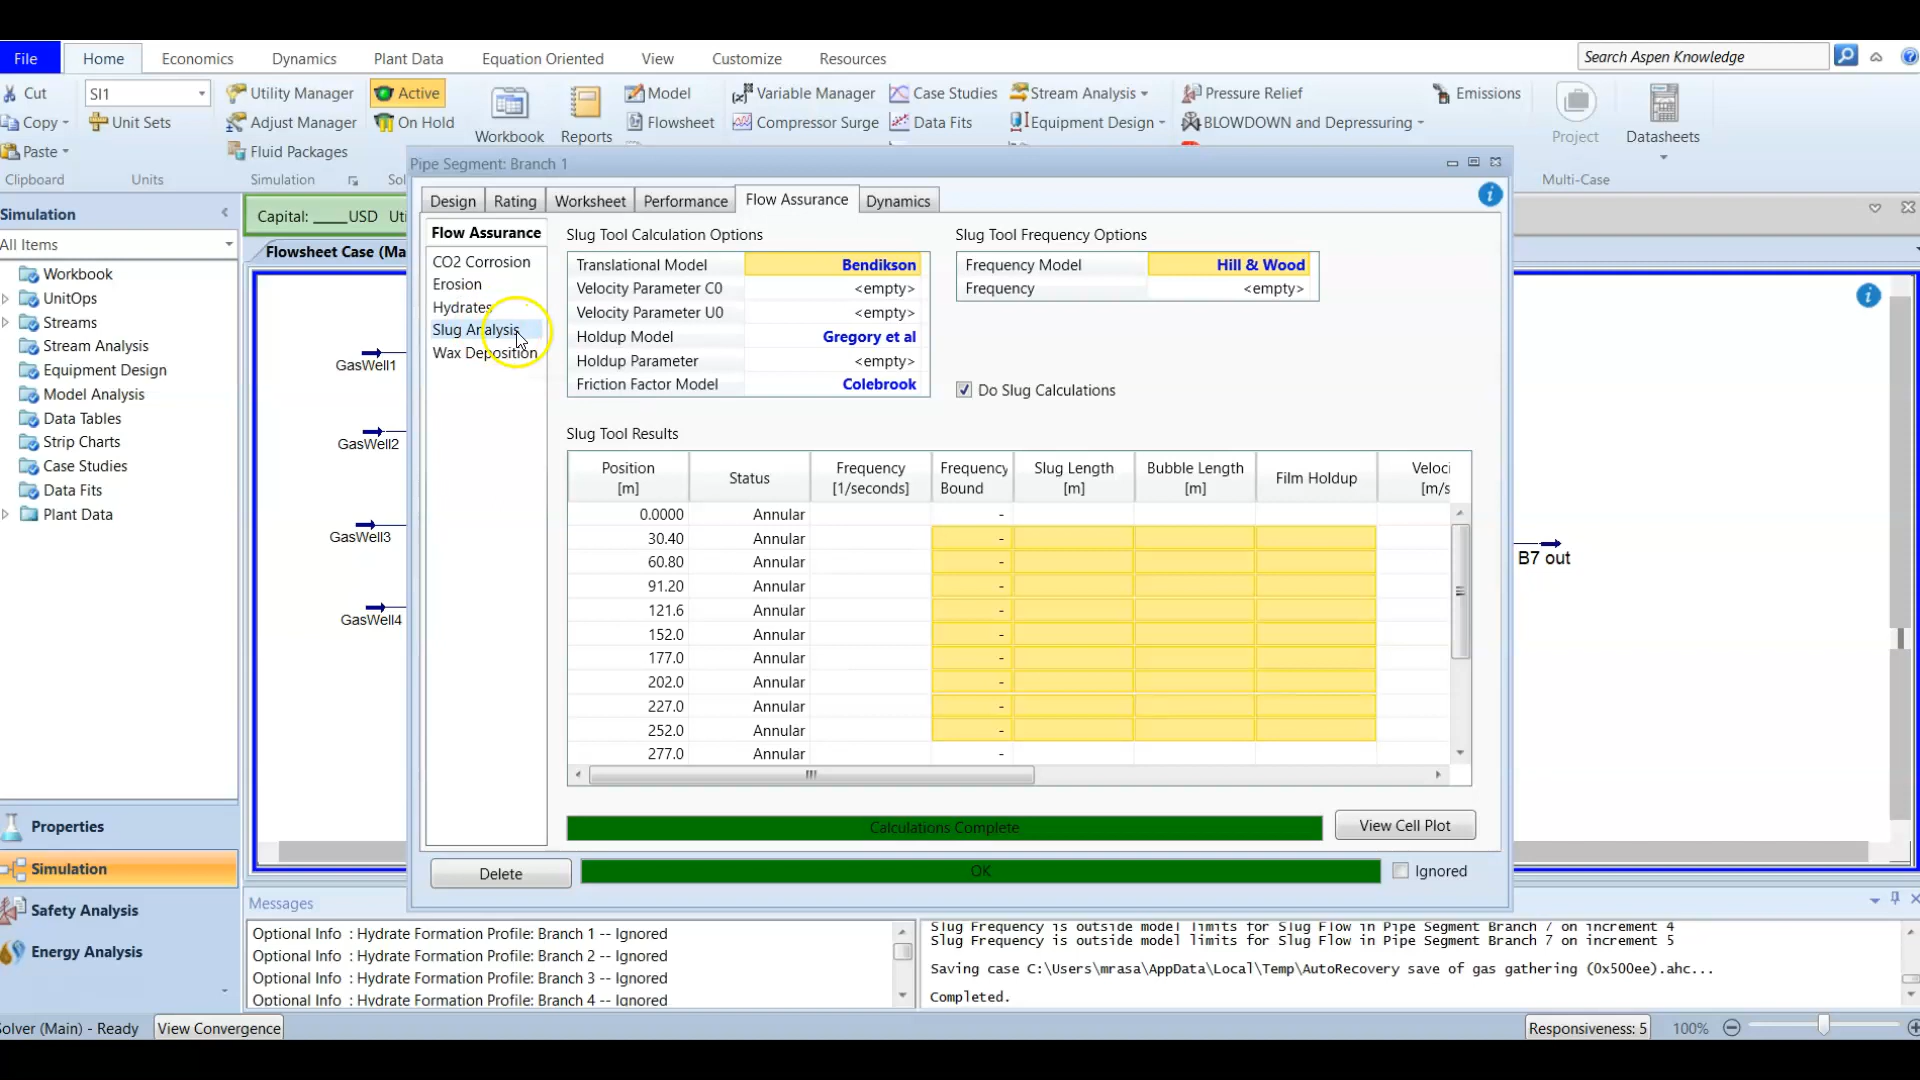 File Home Economics Dynamics Plant Data Equation Oriented View Customize Resources Search Aspen Knowledge
Cut SI1 Utility Manager Active Model Variable Manager Case Studies Stream Analysis Pressure Relief Emissions
Copy Unit Sets Adjust Manager On Hold Workbook Reports Flowsheet Compressor Surge Data Fits Equipment Design BLOWDOWN and Depressuring Project Datasheets
Paste Fluid Packages
Clipboard Units Simulation Multi-Case
Pipe Segment: Branch 1
Simulation
Capital: _____USD
Flowsheet Case (Ma
All Items
Workbook
UnitOps
Streams
Stream Analysis
Equipment Design
Model Analysis
Data Tables
Strip Charts
Case Studies
Data Fits
Plant Data
Properties
Simulation
Safety Analysis
Energy Analysis
GasWell1
GasWell2
GasWell3
GasWell4
B7 out
Design Rating Worksheet Performance Flow Assurance Dynamics
Flow Assurance
CO2 Corrosion
Erosion
Hydrates
Slug Analysis
Wax Deposition
Slug Tool Calculation Options
Translational Model Bendikson
Velocity Parameter C0 <empty>
Velocity Parameter U0 <empty>
Holdup Model Gregory et al
Holdup Parameter <empty>
Friction Factor Model Colebrook
Slug Tool Frequency Options
Frequency Model Hill & Wood
Frequency <empty>
Do Slug Calculations
Slug Tool Results
Position [m] Status Frequency [1/seconds] Frequency Bound Slug Length [m] Bubble Length [m] Film Holdup Veloci [m/s
0.0000 Annular -
30.40 Annular -
60.80 Annular -
91.20 Annular -
121.6 Annular -
152.0 Annular -
177.0 Annular -
202.0 Annular -
227.0 Annular -
252.0 Annular -
277.0 Annular -
Calculations Complete View Cell Plot
Delete OK Ignored
Messages
Optional Info : Hydrate Formation Profile: Branch 1 -- Ignored
Optional Info : Hydrate Formation Profile: Branch 2 -- Ignored
Optional Info : Hydrate Formation Profile: Branch 3 -- Ignored
Optional Info : Hydrate Formation Profile: Branch 4 -- Ignored
Slug Frequency is outside model limits for Slug Flow in Pipe Segment Branch 7 on increment 4
Slug Frequency is outside model limits for Slug Flow in Pipe Segment Branch 7 on increment 5
Saving case C:\Users\mrasa\AppData\Local\Temp\AutoRecovery save of gas gathering (0x500ee).ahc...
Completed.
Solver (Main) - Ready View Convergence Responsiveness: 5 100%